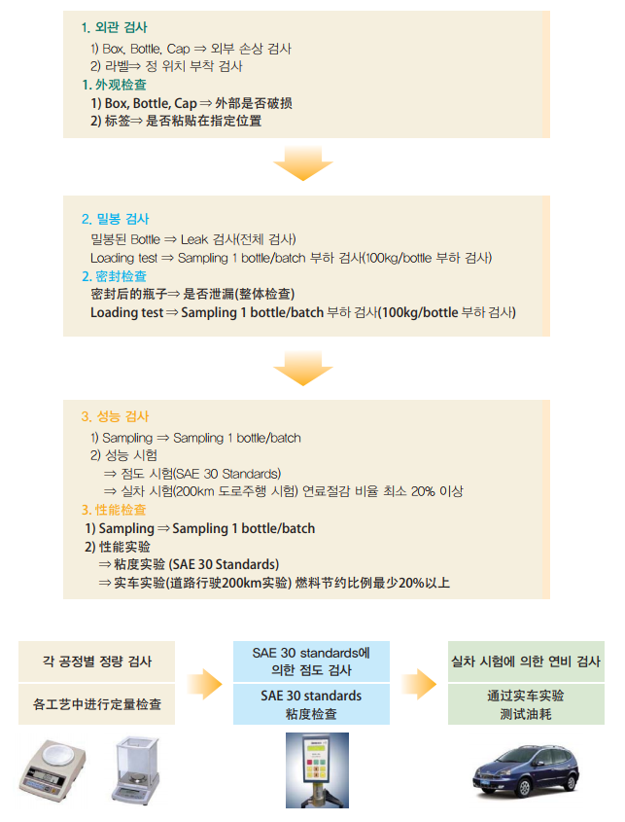 1. 외관 검사
1) Box, Bottle, Cap ⇒ 외부 손상 검사
2) 라벨⇒ 정 위치 부착 검사
1. 外观检查
1) Box, Bottle, Cap ⇒ 外部是否破损
2) 标签⇒ 是否粘贴在指定位置
2. 밀봉 검사
밀봉된 Bottle ⇒ Leak 검사(전체 검사)
Loading test ⇒ Sampling 1 bottle/batch 부하 검사(100kg/bottle 부하 검사)
2. 密封检查
密封后的瓶子⇒ 是否泄漏(整体检查)
Loading test ⇒ Sampling 1 bottle/batch 부하 검사(100kg/bottle 부하 검사)
3. 성능 검사
1) Sampling ⇒ Sampling 1 bottle/batch
2) 성능 시험
⇒ 점도 시험(SAE 30 Standards)
⇒ 실차 시험(200km 도로주행 시험) 연료절감 비율 최소 20% 이상
3. 性能检查
1) Sampling ⇒ Sampling 1 bottle/batch
2) 性能实验
⇒ 粘度实验 (SAE 30 Standards)
⇒ 实车实验(道路行驶200km实验) 燃料节约比例最少20%以上
각 공정별 정량 검사
各工艺中进行定量检查
SAE 30 standards에
의한 점도 검사
SAE 30 standards
粘度检查
실차 시험에 의한 연비 검사
通过实车实验
测试油耗